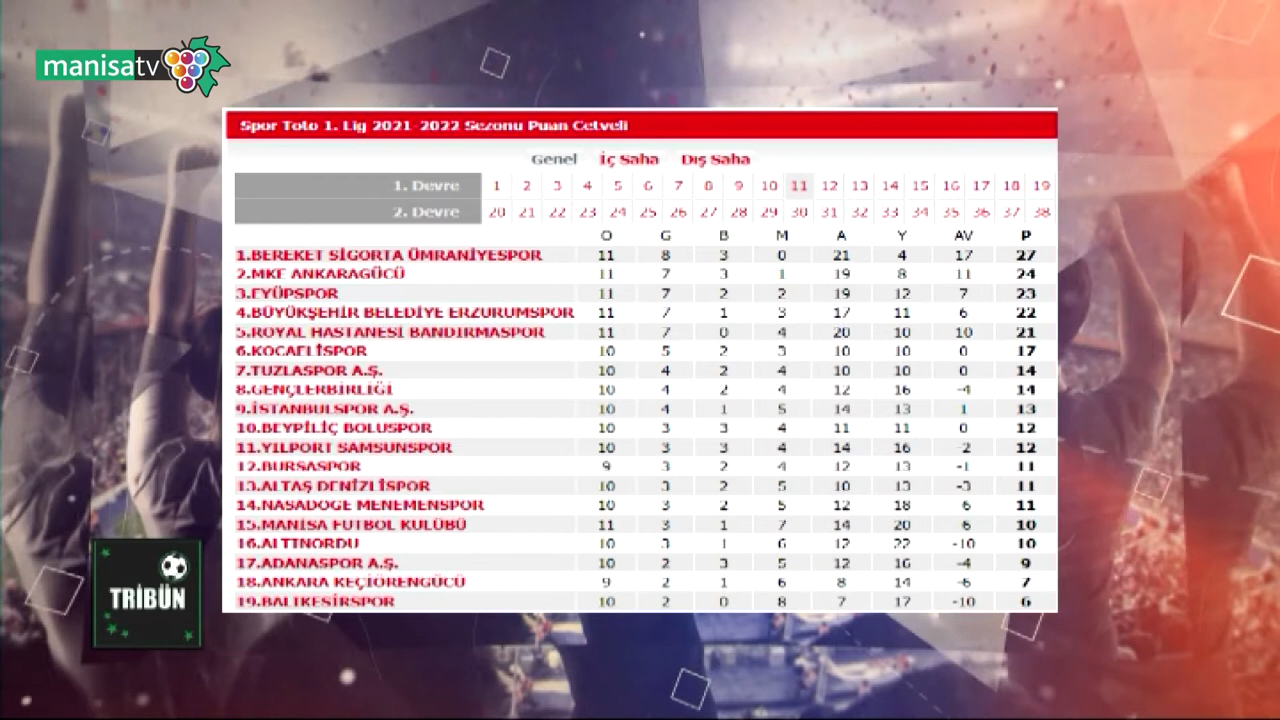 manisatv
Spor Toto 1. Lig 2021-2022 Sezonu Puan Cetveli
Genel İç Saha Dış Saha
1. Devre 1 2 3 4 5 6 7 8 9 10 11 12 13 14 15 16 17 18 19
2. Devre 20 21 22 23 24 25 26 27 28 29 30 31 32 33 34 35 36 37 38
O G B M A Y AV P
1.BEREKET SİGORTA ÜMRANİYESPOR 11 8 3 0 21 4 17 27
2.MKE ANKARAGÜCÜ 11 7 3 1 19 8 11 24
3.EYÜPSPOR 11 7 2 2 19 12 7 23
4.BÜYÜKŞEHİR BELEDİYE ERZURUMSPOR 11 7 1 3 17 11 6 22
5.ROYAL HASTANESİ BANDIRMASPOR 11 7 0 4 20 10 10 21
6.KOCAELİSPOR 10 5 2 3 10 10 0 17
7.TUZLASPOR A.Ş. 10 4 2 4 10 10 0 14
8.GENÇLERBİRLİĞİ 10 4 2 4 12 16 -4 14
9.İSTANBULSPOR A.Ş. 10 4 1 5 14 13 1 13
10.BEYPİLİÇ BOLUSPOR 10 3 3 4 11 11 0 12
11.YILPORT SAMSUNSPOR 10 3 3 4 14 16 -2 12
12.BURSASPOR 9 3 2 4 12 13 -1 11
13.ALTAŞ DENİZLİSPOR 10 3 2 5 10 13 -3 11
14.NASADOGE MENEMENSPOR 10 3 2 5 12 18 -6 11
15.MANİSA FUTBOL KULÜBÜ 11 3 1 7 14 20 -6 10
16.ALTINORDU 10 3 1 6 12 22 -10 10
17.ADANASPOR A.Ş. 10 2 3 5 12 16 -4 9
18.ANKARA KEÇİÖRENGÜCÜ 9 2 1 6 8 14 -6 7
19.BALIKESİRSPOR 10 2 0 8 7 17 -10 6
TRİBÜN